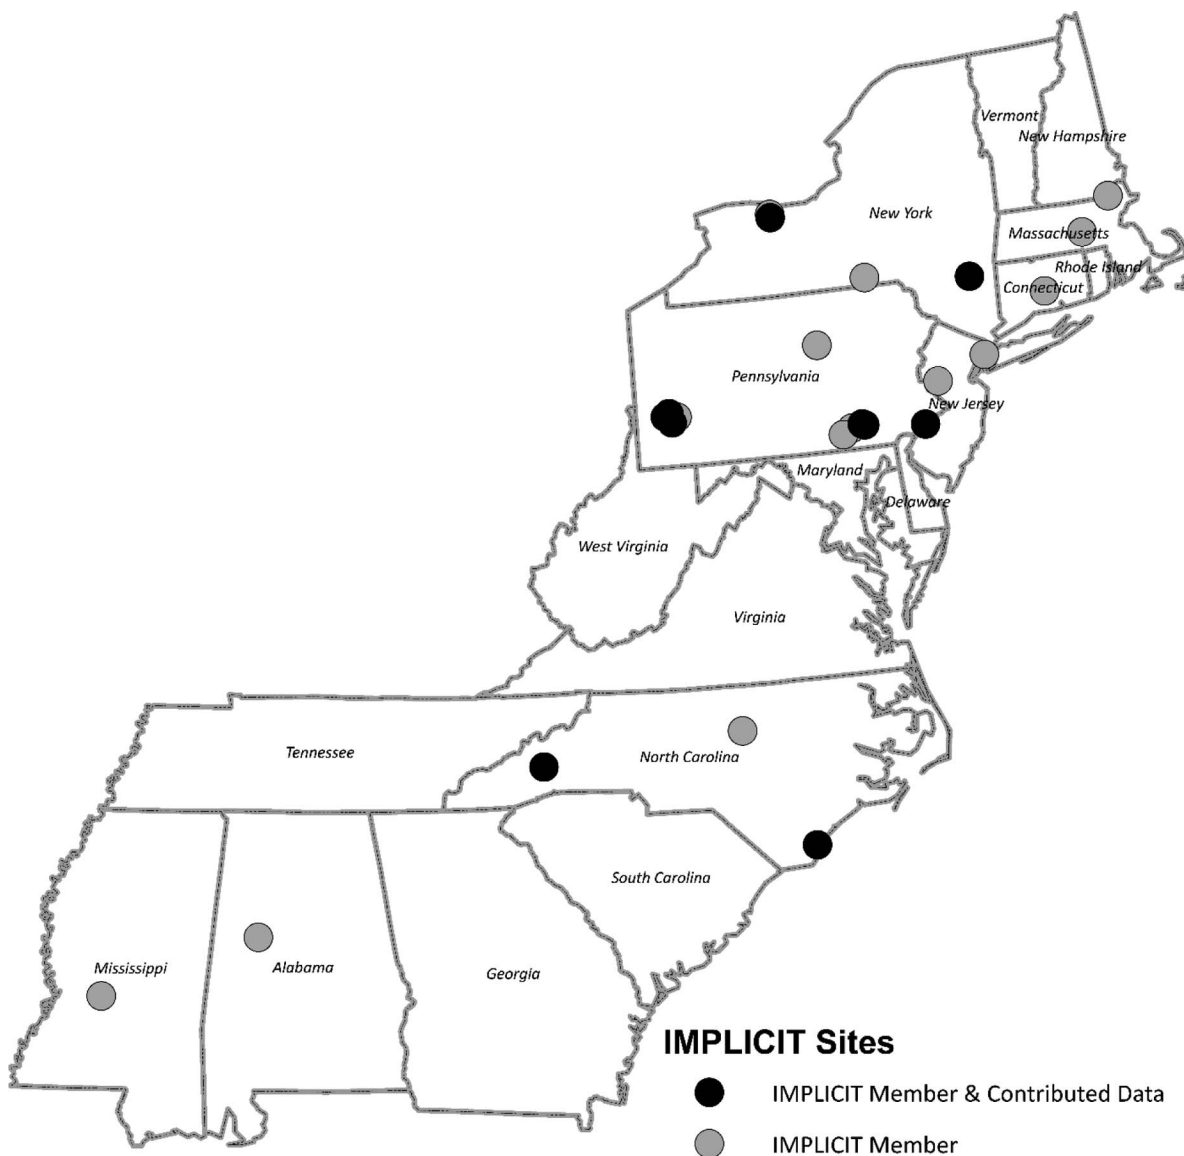 Vermont
New Hampshire
New York
Massachusetts
Rhode Island
Connecticut
Pennsylvania
New Jersey
Maryland
Delaware
West Virginia
Virginia
Tennessee
North Carolina
South Carolina
Mississippi
Alabama
Georgia
IMPLICIT Sites
IMPLICIT Member & Contributed Data
IMPLICIT Member